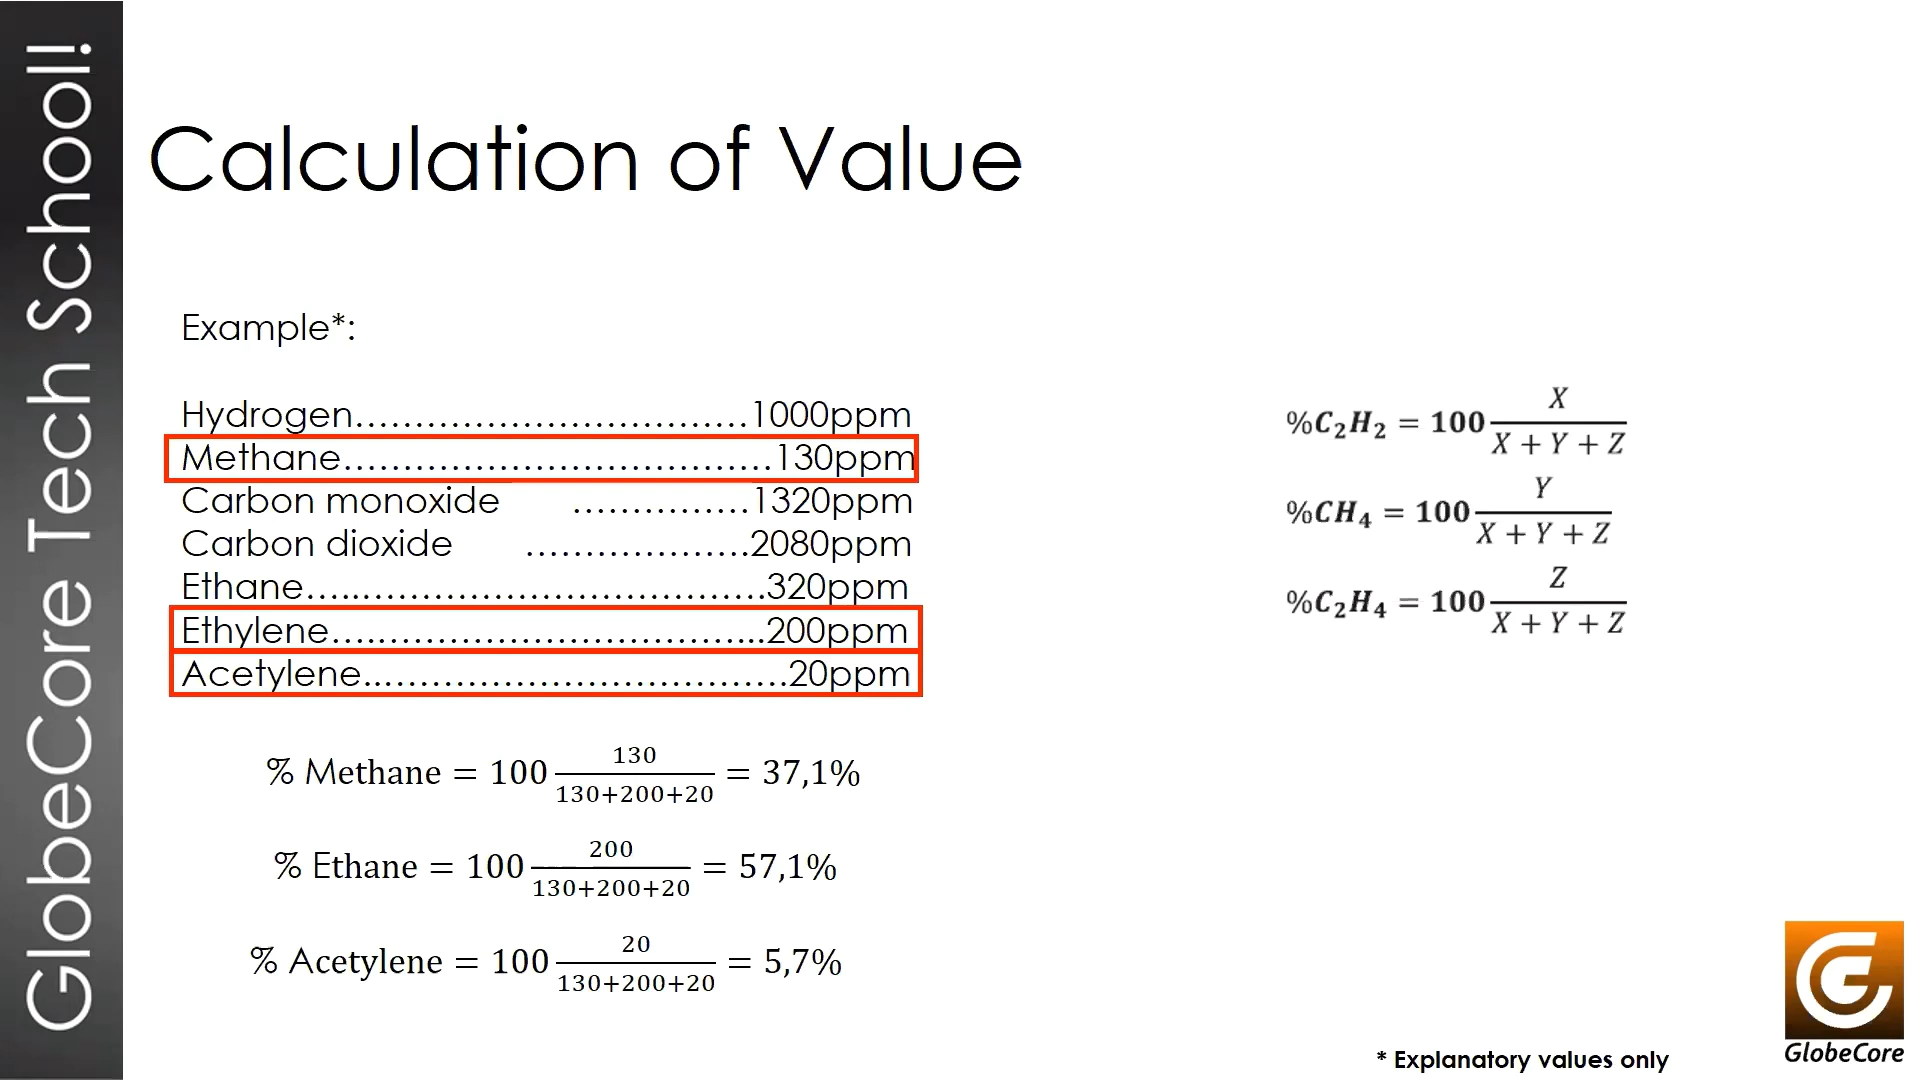 GlobeCore Tech School!
Calculation of Value
Example*:
Hydrogen……………………………1000ppm
Methane………………………………130ppm
Carbon monoxide ……………1320ppm
Carbon dioxide ……………….2080ppm
Ethane…...……………………………320ppm
Ethylene….…………………………...200ppm
Acetylene..……………………………20ppm
% Methane = 100 130/(130+200+20) = 37,1%
% Ethane = 100 200/(130+200+20) = 57,1%
% Acetylene = 100 20/(130+200+20) = 5,7%
%C₂H₂ = 100 X/(X + Y + Z)
%CH₄ = 100 Y/(X + Y + Z)
%C₂H₄ = 100 Z/(X + Y + Z)
GlobeCore
* Explanatory values only